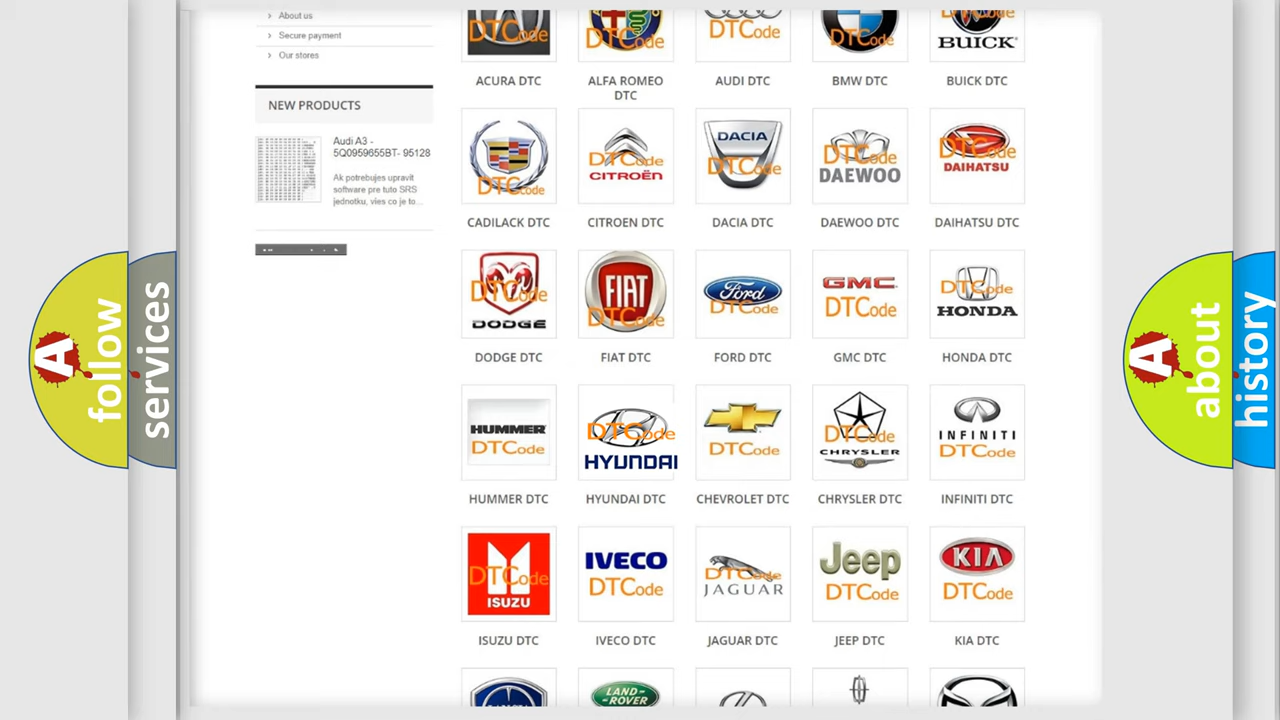 About us
Secure payment
Our stores
NEW PRODUCTS
Audi A3 -
5Q0959655BT- 95128
Ak potrebujes upravit
software pre tuto SRS
jednotku, vies co je to...
DTCode
DTCode
DTCode
DTCode
BUICK
ACURA DTC
ALFA ROMEO
DTC
AUDI DTC
BMW DTC
BUICK DTC
DTCode
DTCode
CITROËN
DACIA
DTCode
DTCode
DAEWOO
DTCode
DAIHATSU
CADILACK DTC
CITROEN DTC
DACIA DTC
DAEWOO DTC
DAIHATSU DTC
DTCode
DODGE
FIAT
DTCode
Ford
DTCode
GMC
DTCode
DTCode
HONDA
DODGE DTC
FIAT DTC
FORD DTC
GMC DTC
HONDA DTC
HUMMER
DTCode
DTCode
HYUNDAI
DTCode
DTCode
CHRYSLER
INFINITI
DTCode
HUMMER DTC
HYUNDAI DTC
CHEVROLET DTC
CHRYSLER DTC
INFINITI DTC
DTCode
ISUZU
IVECO
DTCode
DTCode
JAGUAR
Jeep
DTCode
KIA
DTCode
ISUZU DTC
IVECO DTC
JAGUAR DTC
JEEP DTC
KIA DTC
LAND-
ROVER
A
follow
services
A
about
history